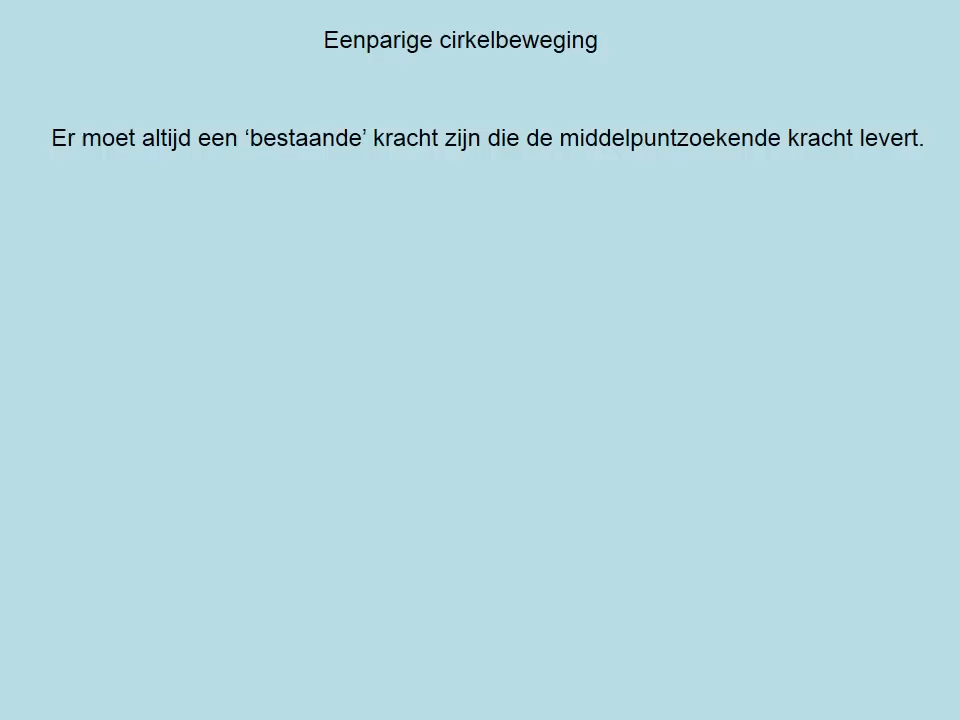 Eenparige cirkelbeweging
Er moet altijd een ‘bestaande’ kracht zijn die de middelpuntzoekende kracht levert.